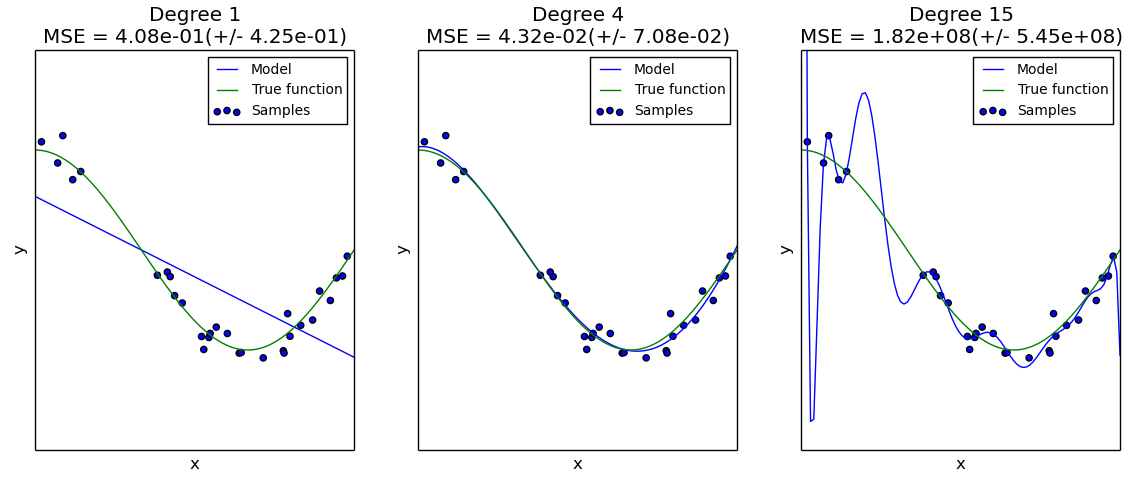 Degree 1
MSE = 4.08e-01(+/- 4.25e-01)
Model
True function
Samples
y
x
Degree 4
MSE = 4.32e-02(+/- 7.08e-02)
Model
True function
Samples
y
x
Degree 15
MSE = 1.82e+08(+/- 5.45e+08)
Model
True function
Samples
y
x